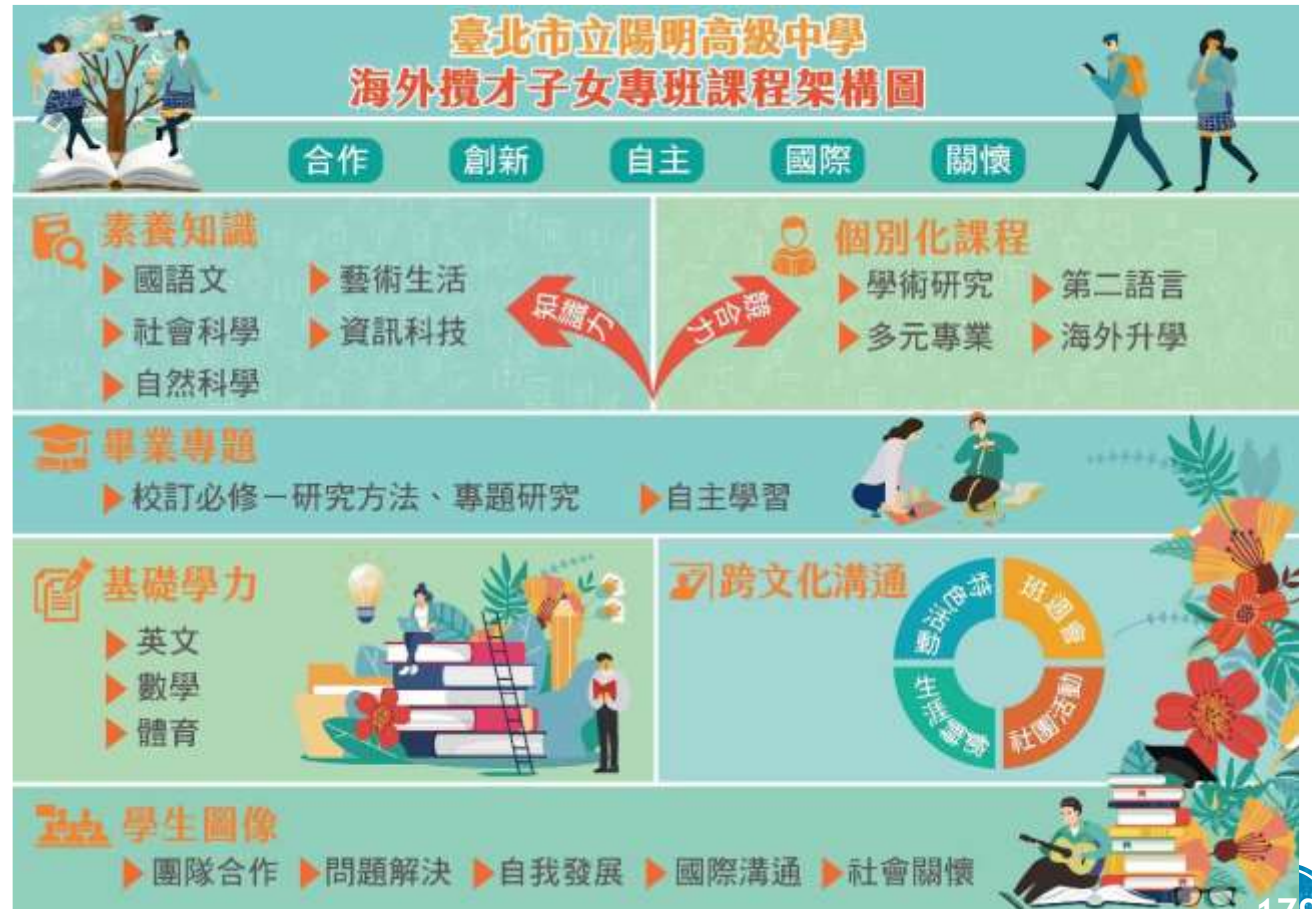 臺北市立陽明高級中學
海外攬才子女專班課程架構圖
合作 創新 自主 國際 關懷
素養知識
▶國語文 ▶藝術生活
▶社會科學 ▶資訊科技
▶自然科學
知識力
競合力
個別化課程
▶學術研究 ▶第二語言
▶多元專業 ▶海外升學
畢業專題
▶校訂必修－研究方法、專題研究 ▶自主學習
基礎學力
▶英文
▶數學
▶體育
跨文化溝通
特色活動
班週會
生涯
社團活動
學生圖像
▶團隊合作 ▶問題解決 ▶自我發展 ▶國際溝通 ▶社會關懷